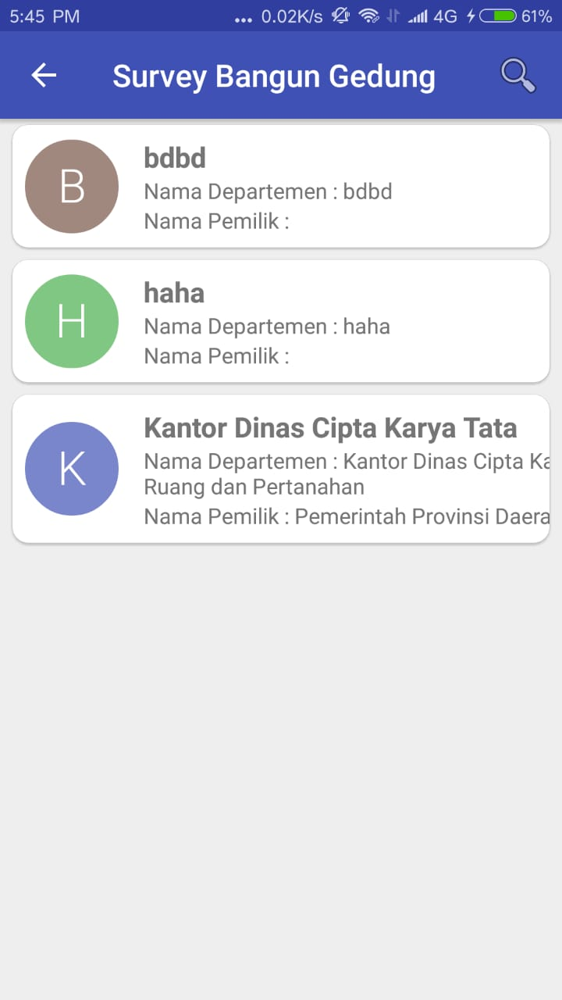 5:45 PM ... 0.02K/s 4G 61%
Survey Bangun Gedung
B
bdbd
Nama Departemen : bdbd
Nama Pemilik :
H
haha
Nama Departemen : haha
Nama Pemilik :
K
Kantor Dinas Cipta Karya Tata
Nama Departemen : Kantor Dinas Cipta Ka
Ruang dan Pertanahan
Nama Pemilik : Pemerintah Provinsi Daera